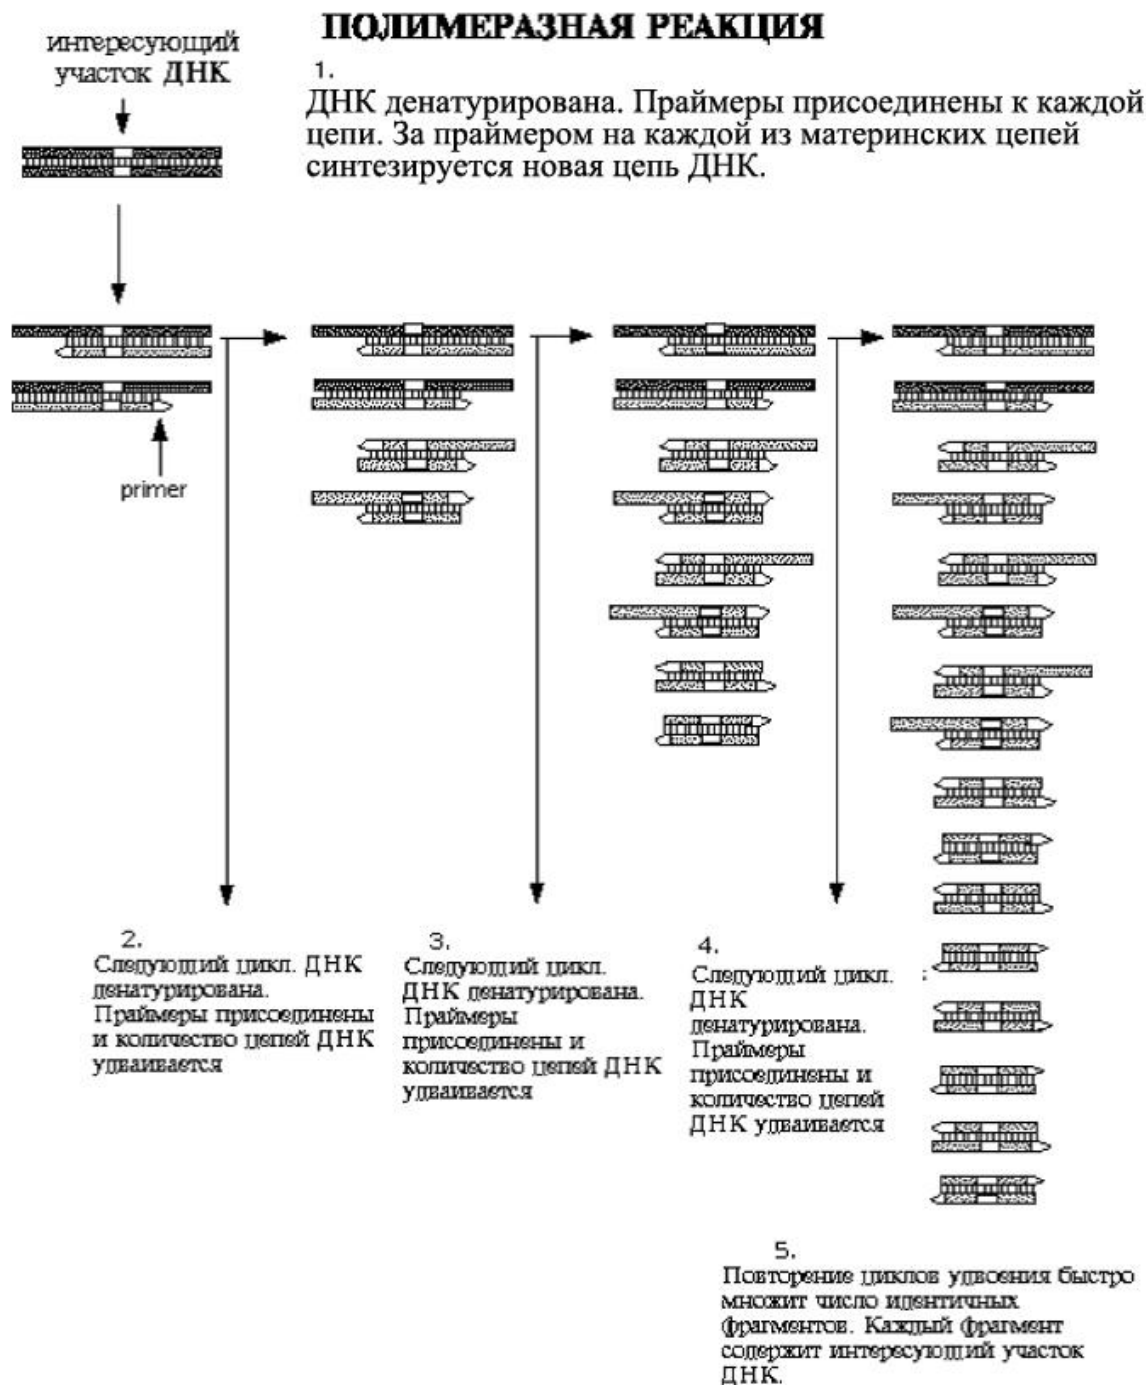 ПОЛИМЕРАЗНАЯ РЕАКЦИЯ
интересующий
участок ДНК
1.
ДНК денатурирована. Праймеры присоединены к каждой
цепи. За праймером на каждой из материнских цепей
синтезируется новая цепь ДНК.
primer
2.
Следующий цикл. ДНК
денатурирована.
Праймеры присоединены
и количество цепей ДНК
удваивается
3.
Следующий цикл.
ДНК денатурирована.
Праймеры
присоединены и
количество цепей ДНК
удваивается
4.
Следующий цикл.
ДНК
денатурирована.
Праймеры
присоединены и
количество цепей
ДНК удваивается
5.
Повторение циклов удвоения быстро
множит число идентичных
фрагментов. Каждый фрагмент
содержит интересующий участок
ДНК.